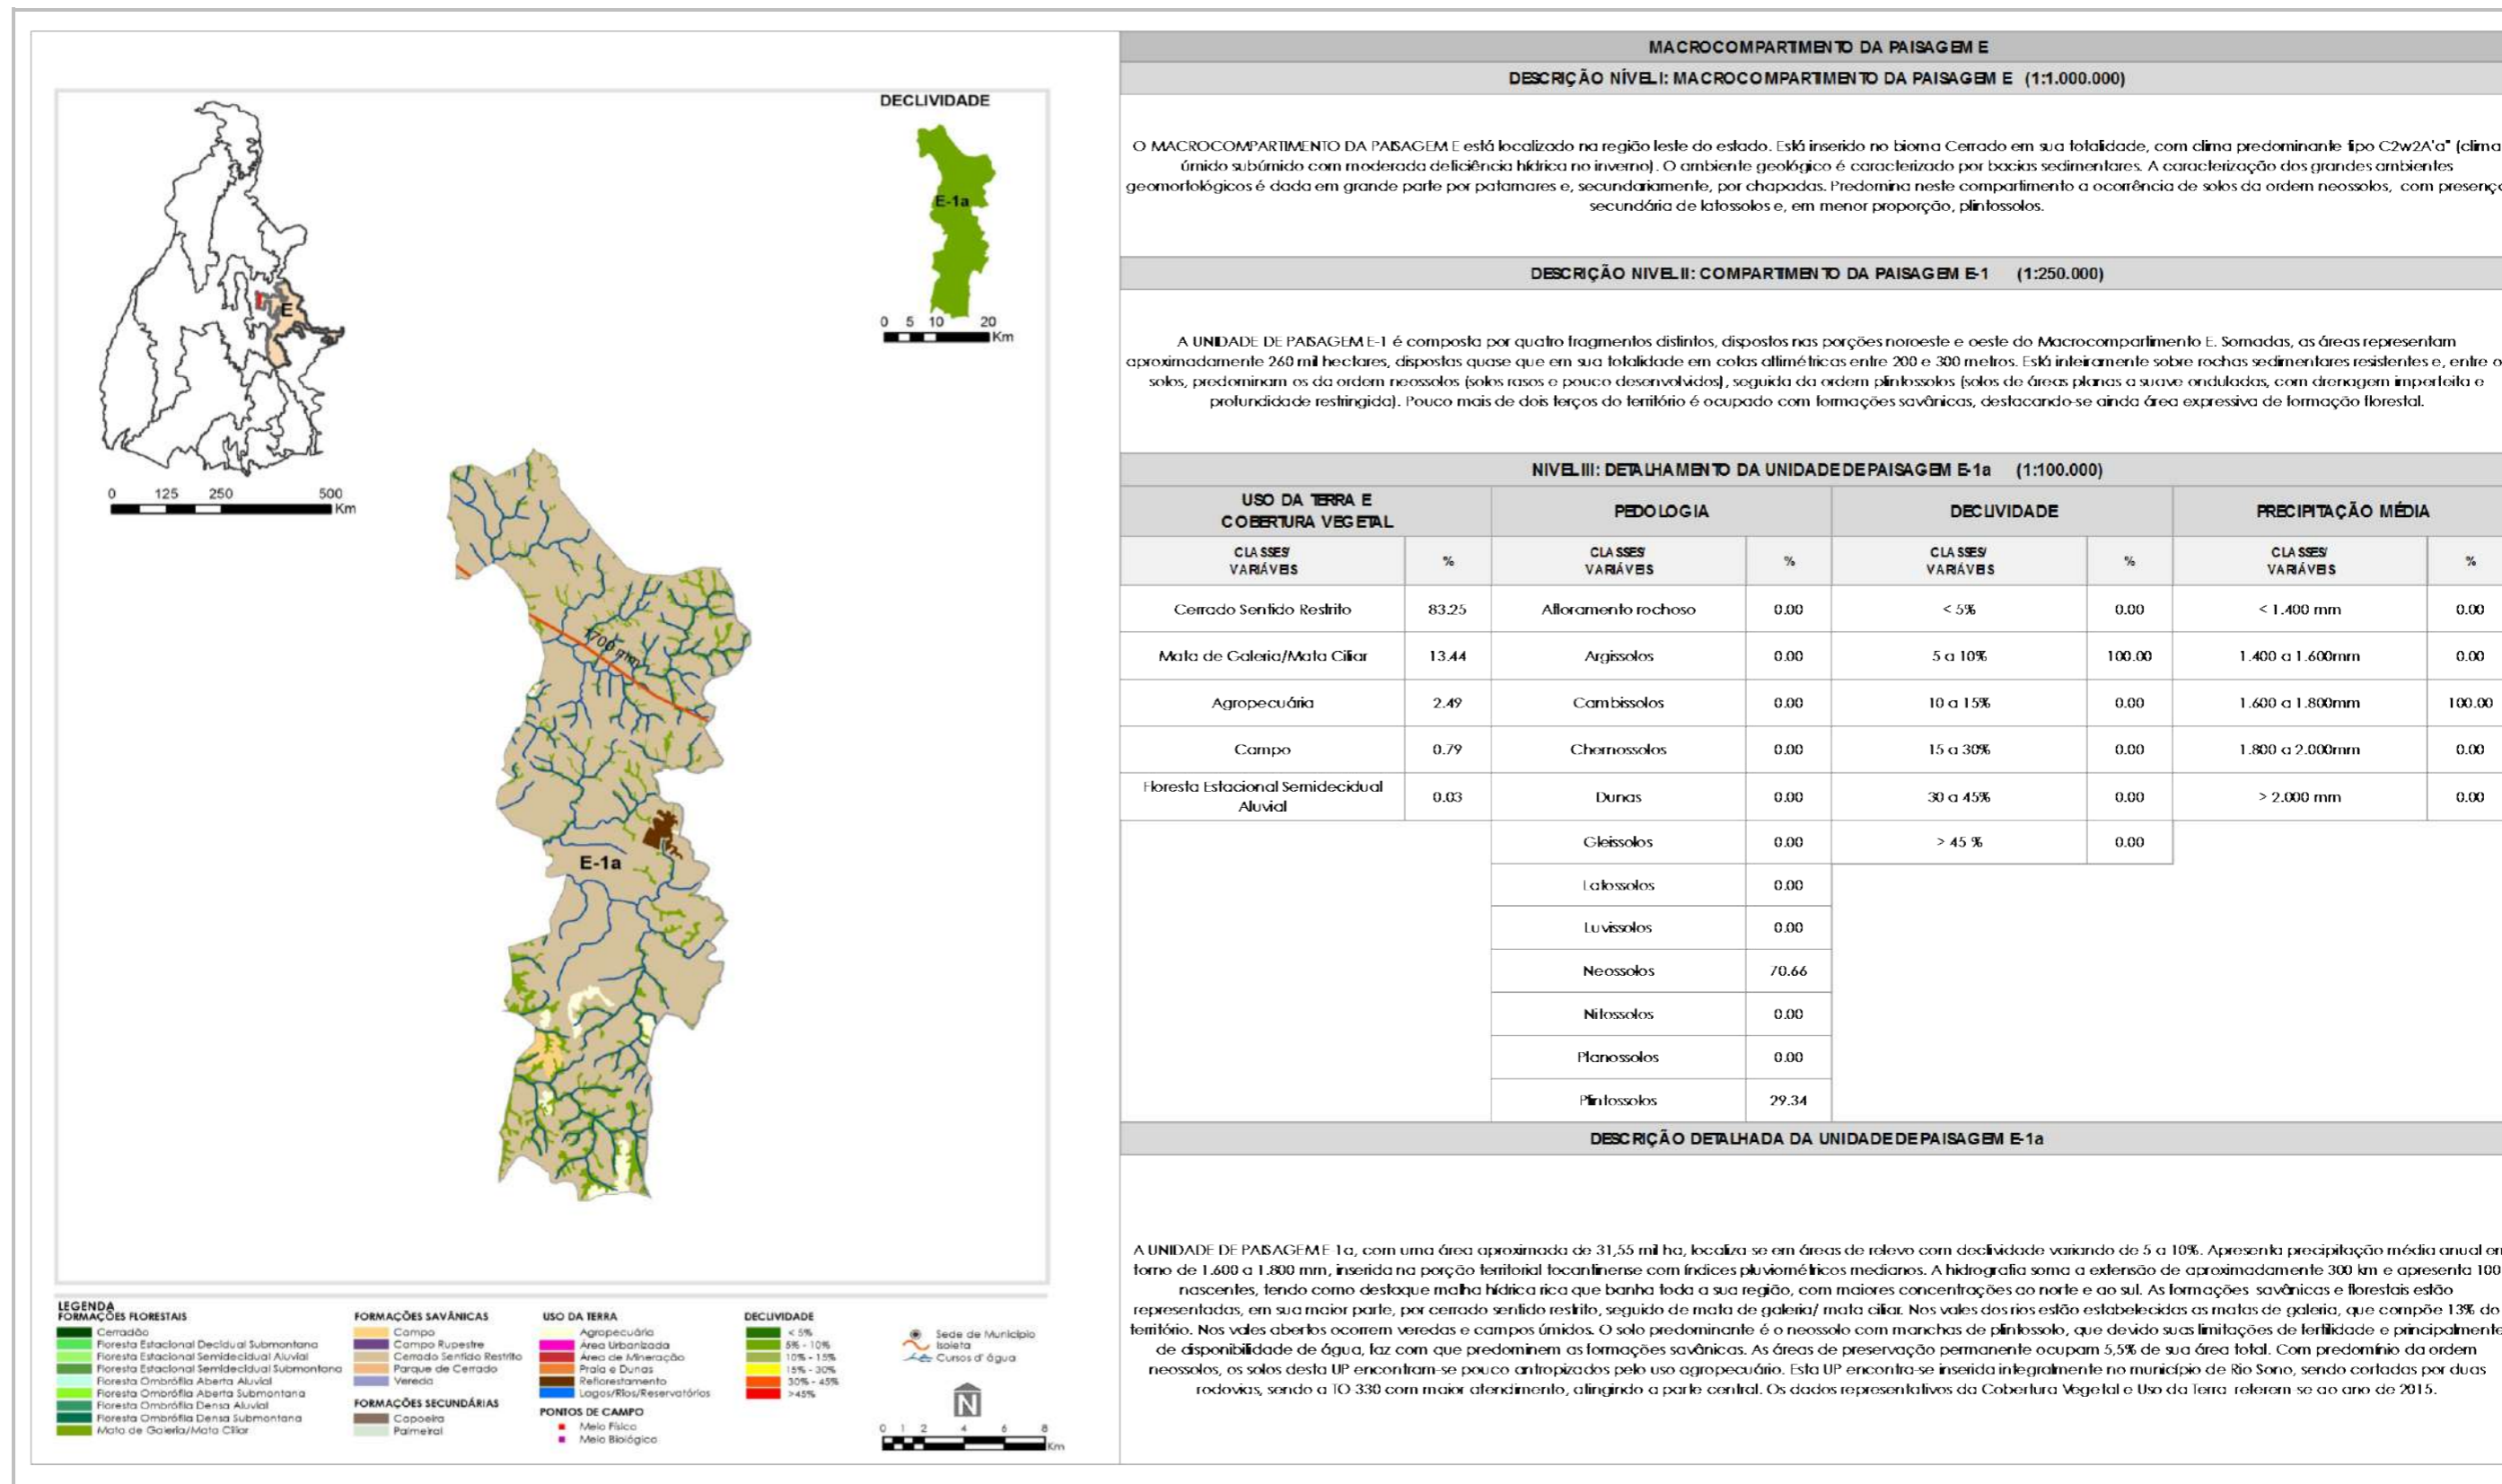 DECLIVIDADE
E-1a
0 5 10 20
Km
E
0 125 250 500
Km
1700 mm
E-1a
LEGENDA
FORMAÇÕES FLORESTAIS
Cerradão
Floresta Estacional Decidual Submontana
Floresta Estacional Semidecidual Aluvial
Floresta Estacional Semidecidual Submontana
Floresta Ombrófila Aberta Aluvial
Floresta Ombrófila Aberta Submontana
Floresta Ombrófila Densa Aluvial
Floresta Ombrófila Densa Submontana
Mata de Galeria/Mata Ciliar
FORMAÇÕES SAVÂNICAS
Campo
Campo Rupestre
Cerrado Sentido Restrito
Parque de Cerrado
Vereda
FORMAÇÕES SECUNDÁRIAS
Capoeira
Palmeiral
USO DA TERRA
Agropecuária
Área Urbanizada
Área de Mineração
Praia e Dunas
Reflorestamento
Lagos/Rios/Reservatórios
PONTOS DE CAMPO
Meio Físico
Meio Biológico
DECLIVIDADE
< 5%
5% - 10%
10% - 15%
15% - 30%
30% - 45%
>45%
Sede de Município
Isoieta
Cursos d' água
N
0 1 2 4 6 8
Km
MACROCOMPARTIMENTO DA PAISAGEM E
DESCRIÇÃO NÍVEL I: MACROCOMPARTIMENTO DA PAISAGEM E (1:1.000.000)
O MACROCOMPARTIMENTO DA PAISAGEM E está localizado na região leste do estado. Está inserido no bioma Cerrado em sua totalidade, com clima predominante tipo C2w2A'a" (clima
úmido subúmido com moderada deficiência hídrica no inverno). O ambiente geológico é caracterizado por bacias sedimentares. A caracterização dos grandes ambientes
geomorfológicos é dada em grande parte por patamares e, secundariamente, por chapadas. Predomina neste compartimento a ocorrência de solos da ordem neossolos, com presenç
secundária de latossolos e, em menor proporção, plintossolos.
DESCRIÇÃO NIVEL II: COMPARTIMENTO DA PAISAGEM E-1 (1:250.000)
A UNIDADE DE PAISAGEM E-1 é composta por quatro fragmentos distintos, dispostos nas porções noroeste e oeste do Macrocompartimento E. Somadas, as áreas representam
aproximadamente 260 mil hectares, dispostas quase que em sua totalidade em cotas altimétricas entre 200 e 300 metros. Está inteiramente sobre rochas sedimentares resistentes e, entre o
solos, predominam os da ordem neossolos (solos rasos e pouco desenvolvidos), seguida da ordem plintossolos (solos de áreas planas a suave onduladas, com drenagem imperfeita e
profundidade restringida). Pouco mais de dois terços do território é ocupado com formações savânicas, destacando-se ainda área expressiva de formação florestal.
NIVEL III: DETALHAMENTO DA UNIDADE DE PAISAGEM E-1a (1:100.000)
USO DA TERRA E
COBERTURA VEGETAL
PEDOLOGIA
DECLIVIDADE
PRECIPITAÇÃO MÉDIA
CLASSES/
VARIÁVEIS
%
CLASSES/
VARIÁVEIS
%
CLASSES/
VARIÁVEIS
%
CLASSES/
VARIÁVEIS
%
Cerrado Sentido Restrito 83.25 Afloramento rochoso 0.00 < 5% 0.00 < 1.400 mm 0.00
Mata de Galeria/Mata Ciliar 13.44 Argissolos 0.00 5 a 10% 100.00 1.400 a 1.600mm 0.00
Agropecuária 2.49 Cambissolos 0.00 10 a 15% 0.00 1.600 a 1.800mm 100.00
Campo 0.79 Chernossolos 0.00 15 a 30% 0.00 1.800 a 2.000mm 0.00
Floresta Estacional Semidecidual
Aluvial 0.03 Dunas 0.00 30 a 45% 0.00 > 2.000 mm 0.00
Gleissolos 0.00 > 45 % 0.00
Latossolos 0.00
Luvissolos 0.00
Neossolos 70.66
Nitossolos 0.00
Planossolos 0.00
Plintossolos 29.34
DESCRIÇÃO DETALHADA DA UNIDADE DE PAISAGEM E-1a
A UNIDADE DE PAISAGEM E-1a, com uma área aproximada de 31,55 mil ha, localiza se em áreas de relevo com declividade variando de 5 a 10%. Apresenta precipitação média anual en
torno de 1.600 a 1.800 mm, inserida na porção territorial tocantinense com índices pluviométricos medianos. A hidrografia soma a extensão de aproximadamente 300 km e apresenta 100
nascentes, tendo como destaque malha hídrica rica que banha toda a sua região, com maiores concentrações ao norte e ao sul. As formações savânicas e florestais estão
representadas, em sua maior parte, por cerrado sentido restrito, seguido de mata de galeria/ mata ciliar. Nos vales dos rios estão estabelecidas as matas de galeria, que compõe 13% do
território. Nos vales abertos ocorrem veredas e campos úmidos. O solo predominante é o neossolo com manchas de plintossolo, que devido suas limitações de fertilidade e principalmente
de disponibilidade de água, faz com que predominem as formações savânicas. As áreas de preservação permanente ocupam 5,5% de sua área total. Com predomínio da ordem
neossolos, os solos desta UP encontram-se pouco antropizados pelo uso agropecuário. Esta UP encontra-se inserida integralmente no município de Rio Sono, sendo cortadas por duas
rodovias, sendo a TO 330 com maior atendimento, atingindo a parte central. Os dados representativos da Cobertura Vegetal e Uso da Terra referem se ao ano de 2015.